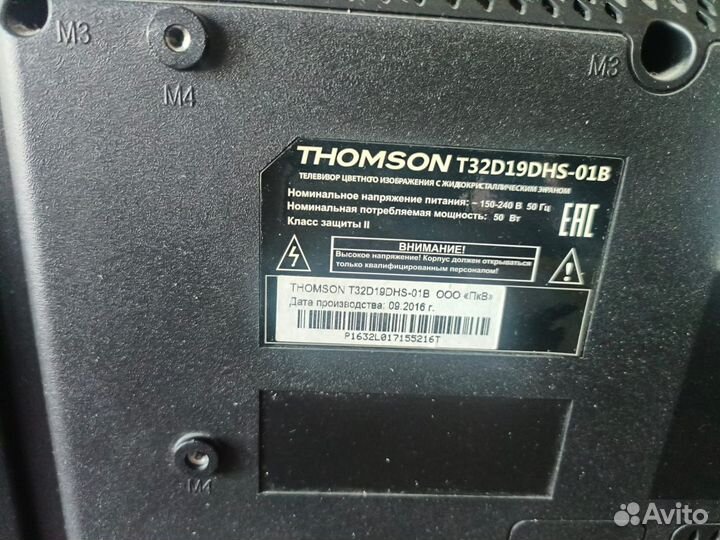 M3
M4
M3
THOMSON T32D19DHS-01B
ТЕЛЕВИЗОР ЦВЕТНОГО ИЗОБРАЖЕНИЯ С ЖИДКОКРИСТАЛЛИЧЕСКИМ ЭКРАНОМ
Номинальное напряжение питания: ~ 150-240 В 50 Гц
Номинальная потребляемая мощность: 50 Вт
Класс защиты II
EAC
ВНИМАНИЕ!
Высокое напряжение! Корпус должен открываться
только квалифицированным персоналом!
THOMSON T32D19DHS-01B ООО «ПкВ»
Дата производства: 09.2016 г.
P1632L017155216T
M4
Avito